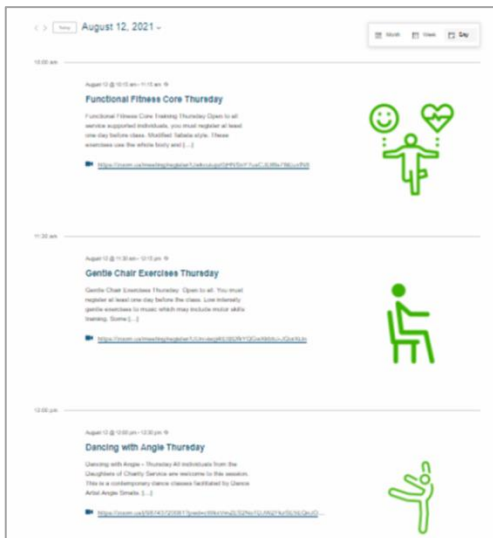 Today August 12, 2021
Month Week Day
10:00 am
August 12 @ 10:15 am - 11:15 am
Functional Fitness Core Thursday
Functional Fitness Core Training Thursday Open to all
service supported individuals, you must register at least
one day before class. Modified Tabata style. These
exercises use the whole body and [...]
11:00 am
August 12 @ 11:30 am - 12:15 pm
Gentle Chair Exercises Thursday
Gentle Chair Exercises Thursday Open to all. You must
register at least one day before the class. Low intensity
gentle exercises to music which may include motor skills
training. Some [...]
12:00 pm
August 12 @ 12:00 pm - 12:30 pm
Dancing with Angie Thursday
Dancing with Angie – Thursday All individuals from the
Daughters of Charity Service are welcome to this session.
This is a contemporary dance classes facilitated by Dance
Artist Angie Smalis. [...]